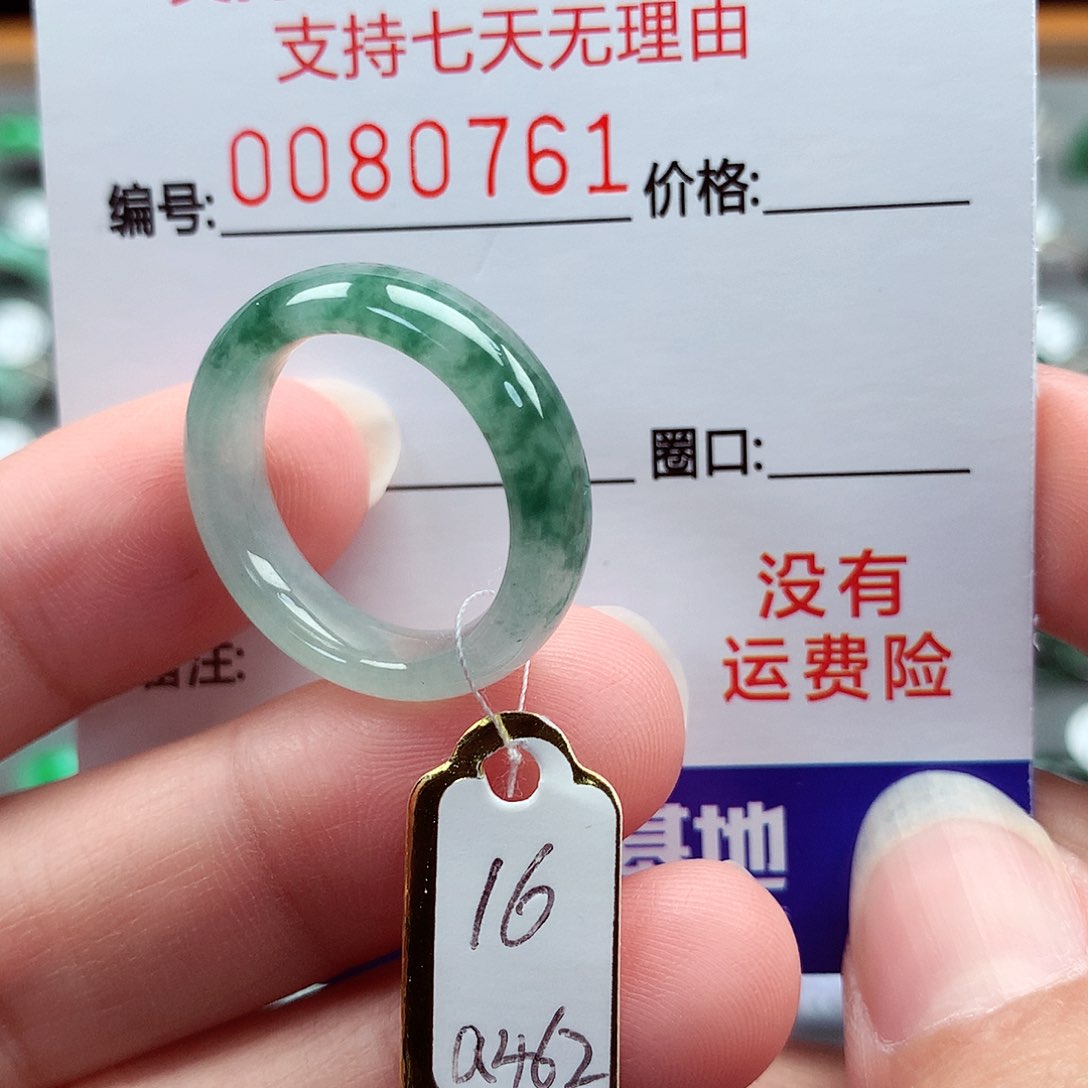 支持七天无理由
编号: 0080761 价格:
圈口:
没有
运费险
备注:
基地
16
a462